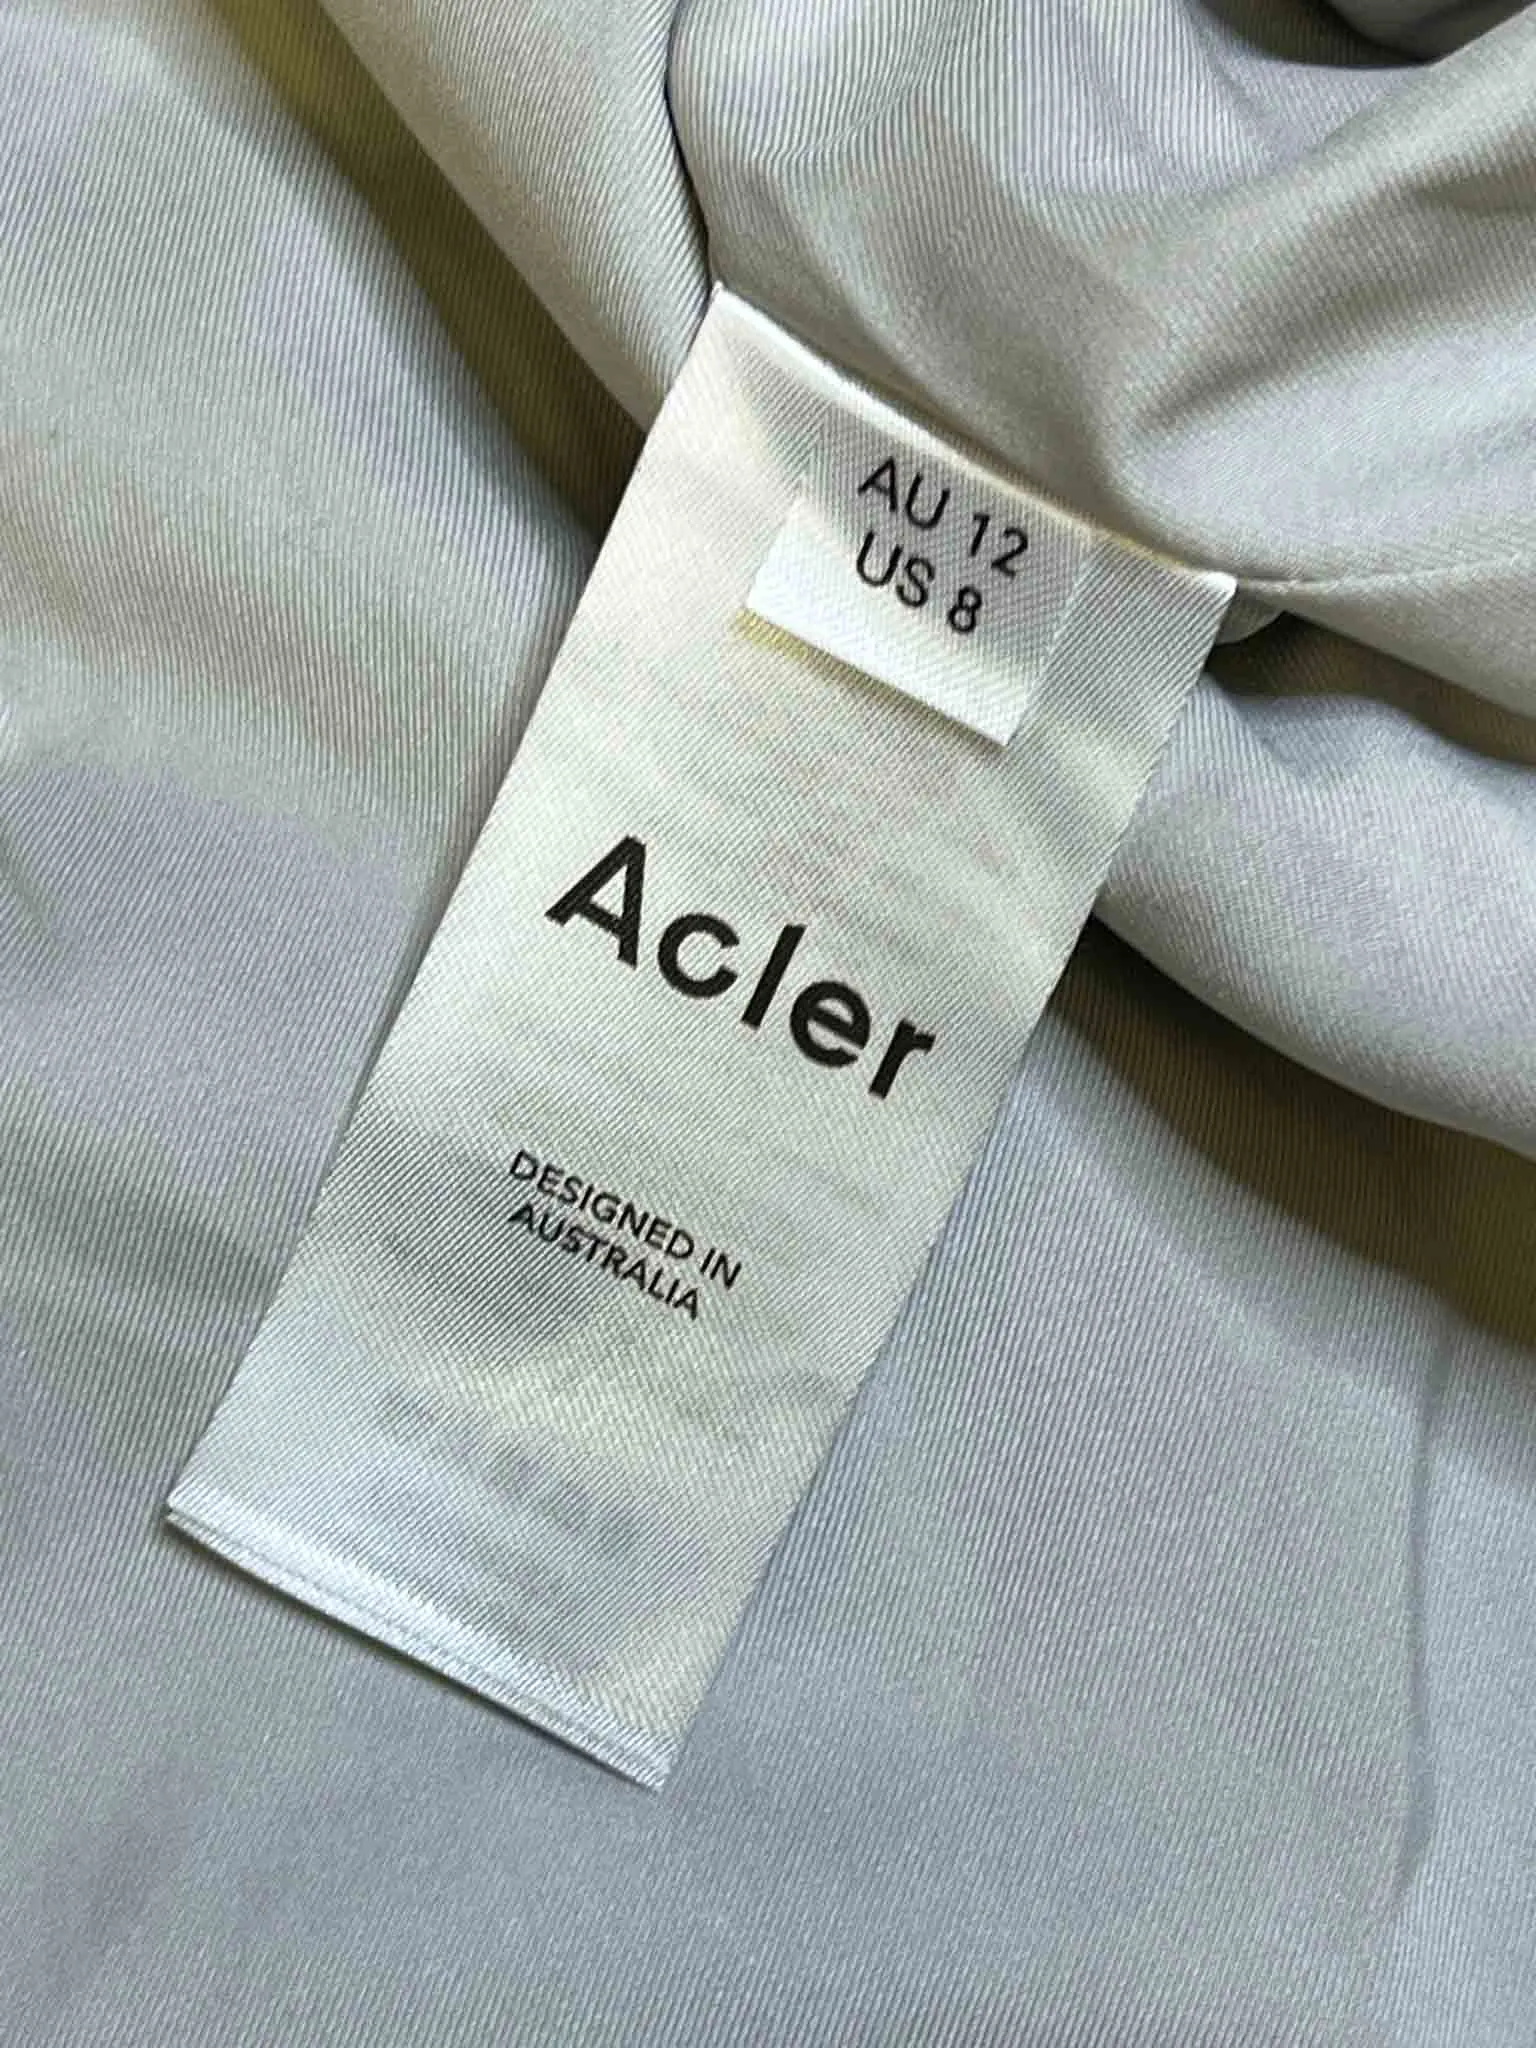 AU 12
US 8
Acler
DESIGNED IN
AUSTRALIA